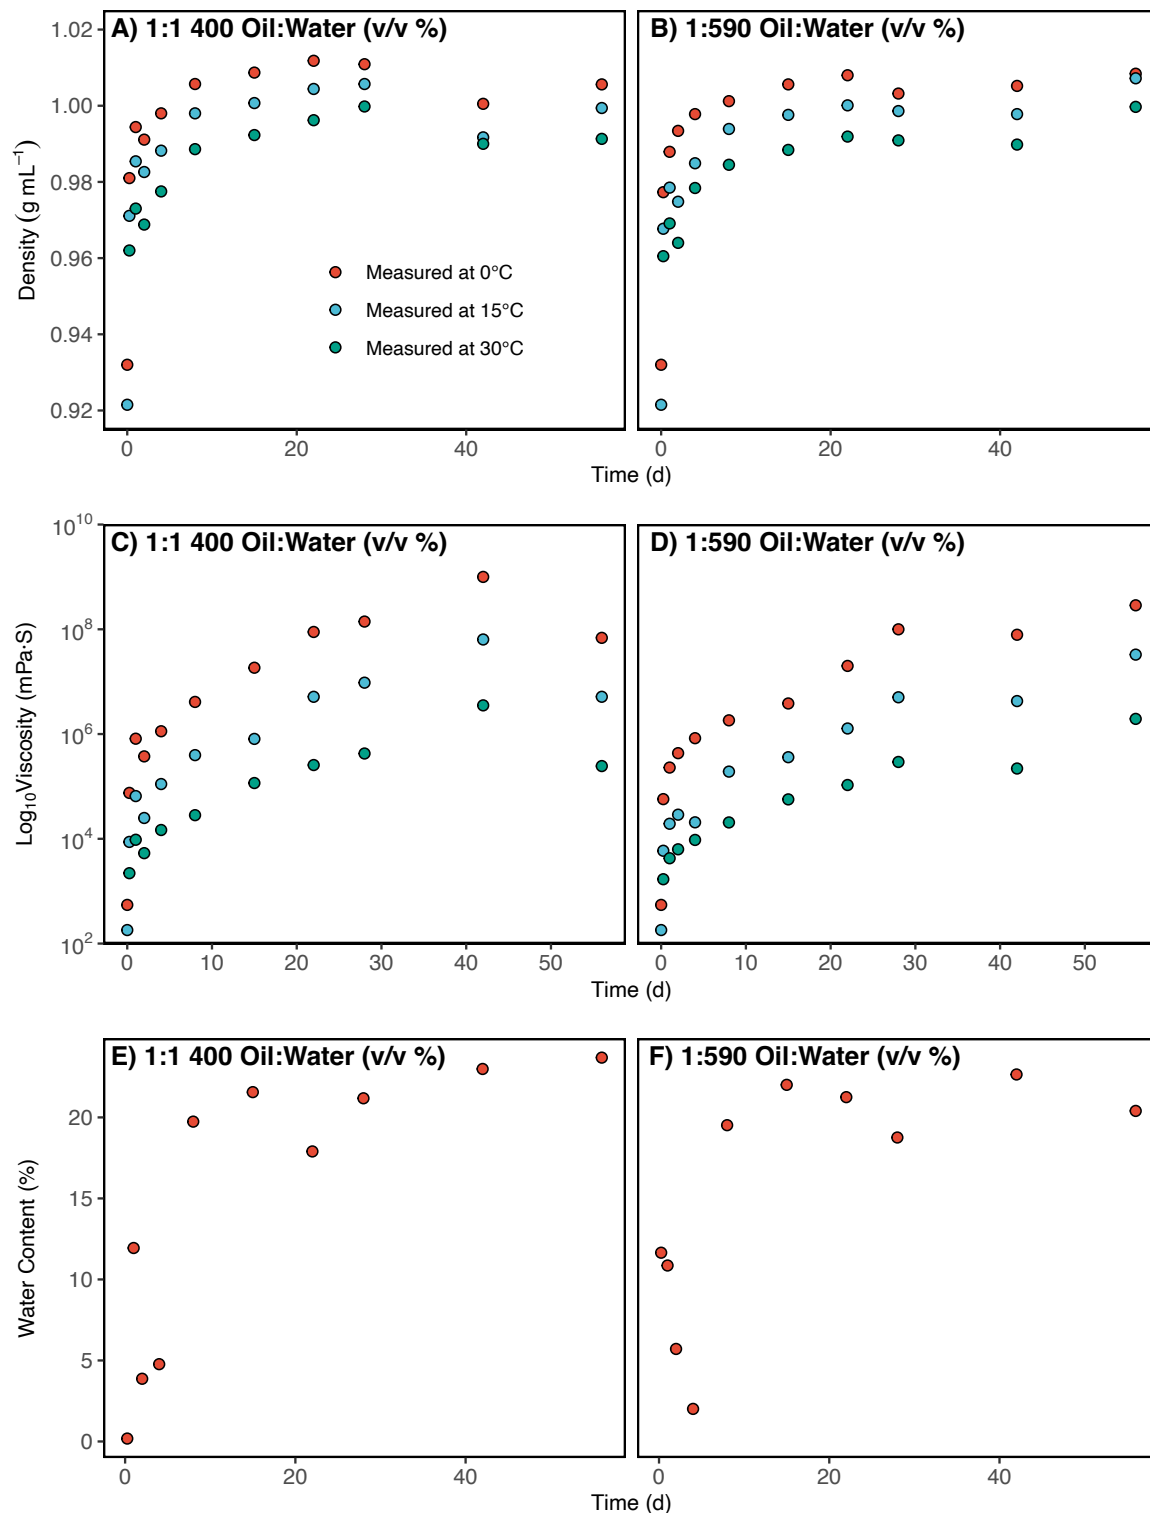 A) 1:1 400 Oil:Water (v/v %)
B) 1:590 Oil:Water (v/v %)
1.02
1.00
0.98
0.96
0.94
0.92
Density (g mL⁻¹)
Measured at 0°C
Measured at 15°C
Measured at 30°C
0 20 40
0 20 40
Time (d)
C) 1:1 400 Oil:Water (v/v %)
D) 1:590 Oil:Water (v/v %)
10¹⁰
10⁸
10⁶
10⁴
10²
Log₁₀Viscosity (mPa·S)
0 10 20 30 40 50
0 10 20 30 40 50
Time (d)
E) 1:1 400 Oil:Water (v/v %)
F) 1:590 Oil:Water (v/v %)
20
15
10
5
0
Water Content (%)
0 20 40
0 20 40
Time (d)